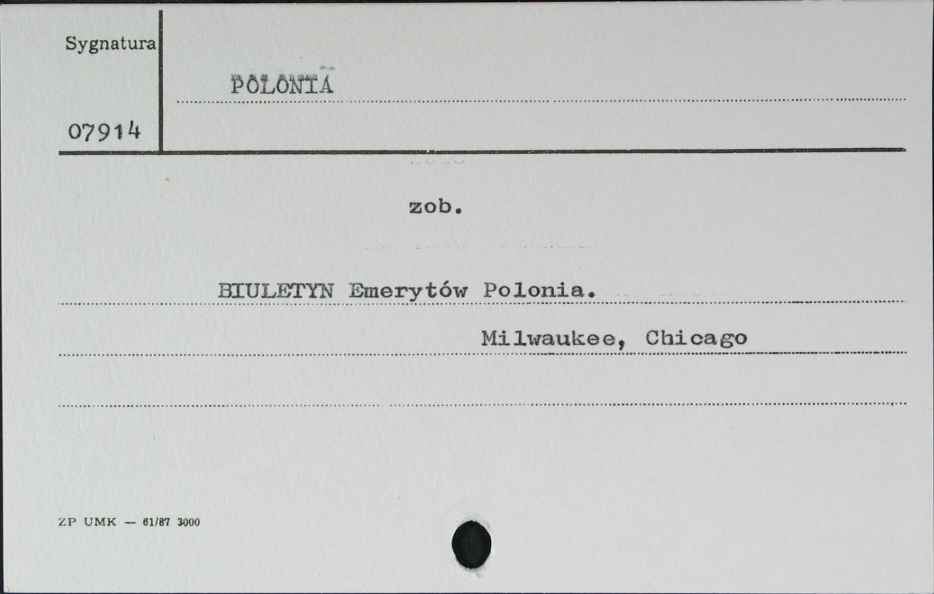 Sygnatura
POLONIA
07914
zob.
BIULETYN Emerytów Polonia.
Milwaukee, Chicago
ZP UMK — 61/87 3000